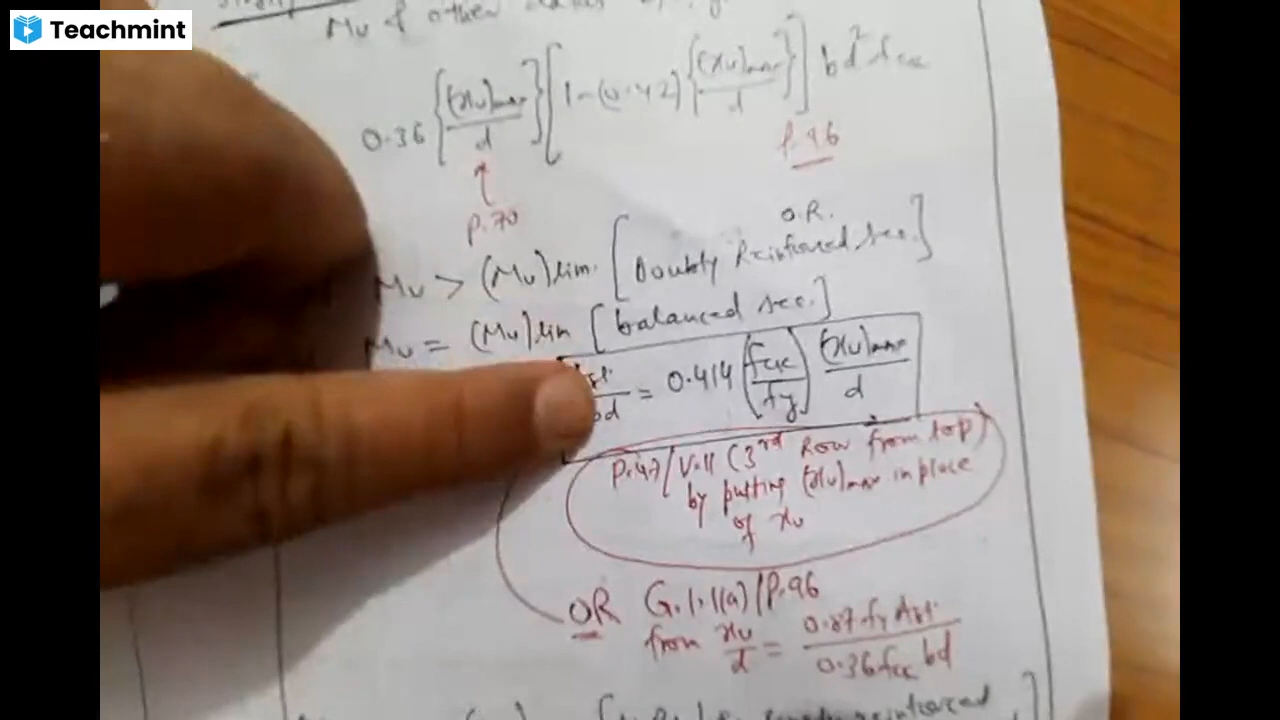 Teachmint
Mu & other
0.36 {(xu)max/d} [1-(0.42) {(xu)max/d}] bd² fck
P.96
P.70
O.R.
Mu > (Mu)lim. [Doubly Reinforced sec.]
Mu = (Mu)lim [balanced sec.]
bd = 0.414 (fck/fy) (xu)max/d
P.47/V.11 (3rd Row from top)
by putting (xu)max in place
of xu
OR G.1.1(a)/P.96
from xu/d = 0.87 fy Ast./0.36 fck bd
reinforced]